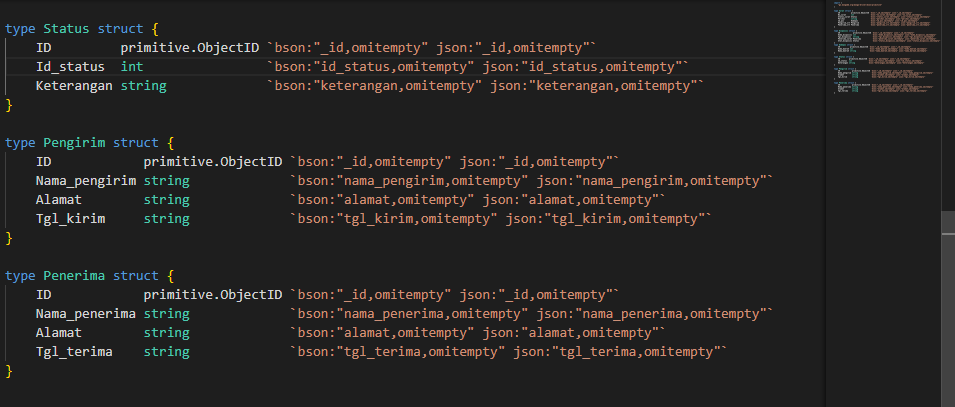 type Status struct {
    ID         primitive.ObjectID `bson:"_id,omitempty" json:"_id,omitempty"`
    Id_status  int                `bson:"id_status,omitempty" json:"id_status,omitempty"`
    Keterangan string             `bson:"keterangan,omitempty" json:"keterangan,omitempty"`
}
type Pengirim struct {
    ID            primitive.ObjectID `bson:"_id,omitempty" json:"_id,omitempty"`
    Nama_pengirim string             `bson:"nama_pengirim,omitempty" json:"nama_pengirim,omitempty"`
    Alamat        string             `bson:"alamat,omitempty" json:"alamat,omitempty"`
    Tgl_kirim     string             `bson:"tgl_kirim,omitempty" json:"tgl_kirim,omitempty"`
}
type Penerima struct {
    ID            primitive.ObjectID `bson:"_id,omitempty" json:"_id,omitempty"`
    Nama_penerima string             `bson:"nama_penerima,omitempty" json:"nama_penerima,omitempty"`
    Alamat        string             `bson:"alamat,omitempty" json:"alamat,omitempty"`
    Tgl_terima    string             `bson:"tgl_terima,omitempty" json:"tgl_terima,omitempty"`
}